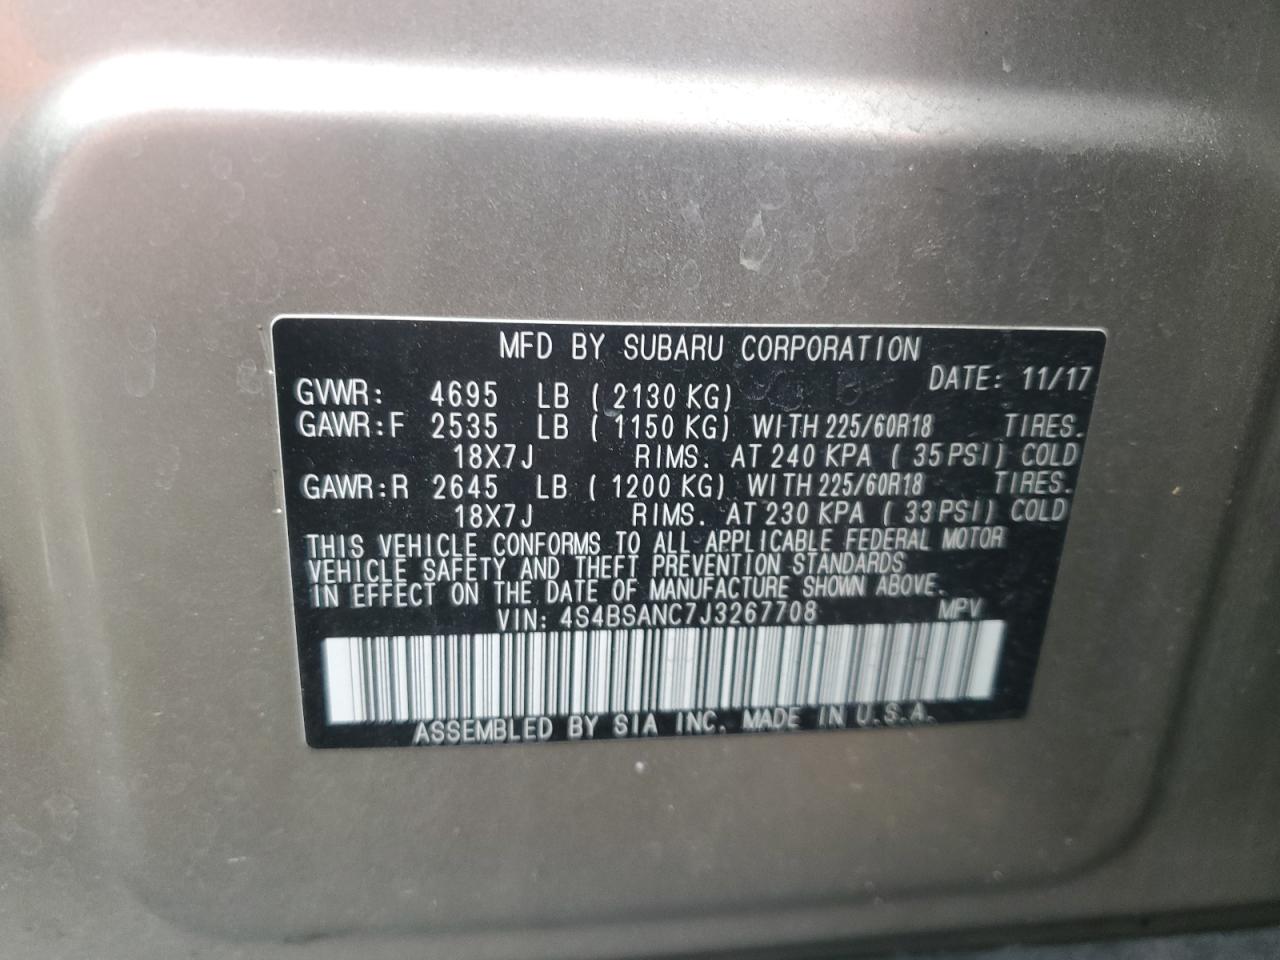 MFD BY SUBARU CORPORATION
DATE: 11/17
GVWR: 4695 LB ( 2130 KG)
GAWR:F 2535 LB ( 1150 KG) WITH 225/60R18 TIRES.
18X7J RIMS. AT 240 KPA ( 35 PSI) COLD
GAWR:R 2645 LB ( 1200 KG) WITH 225/60R18 TIRES.
18X7J RIMS. AT 230 KPA ( 33 PSI) COLD
THIS VEHICLE CONFORMS TO ALL APPLICABLE FEDERAL MOTOR
VEHICLE SAFETY AND THEFT PREVENTION STANDARDS
IN EFFECT ON THE DATE OF MANUFACTURE SHOWN ABOVE.
VIN: 4S4BSANC7J3267708 MPV
ASSEMBLED BY SIA INC. MADE IN U.S.A.